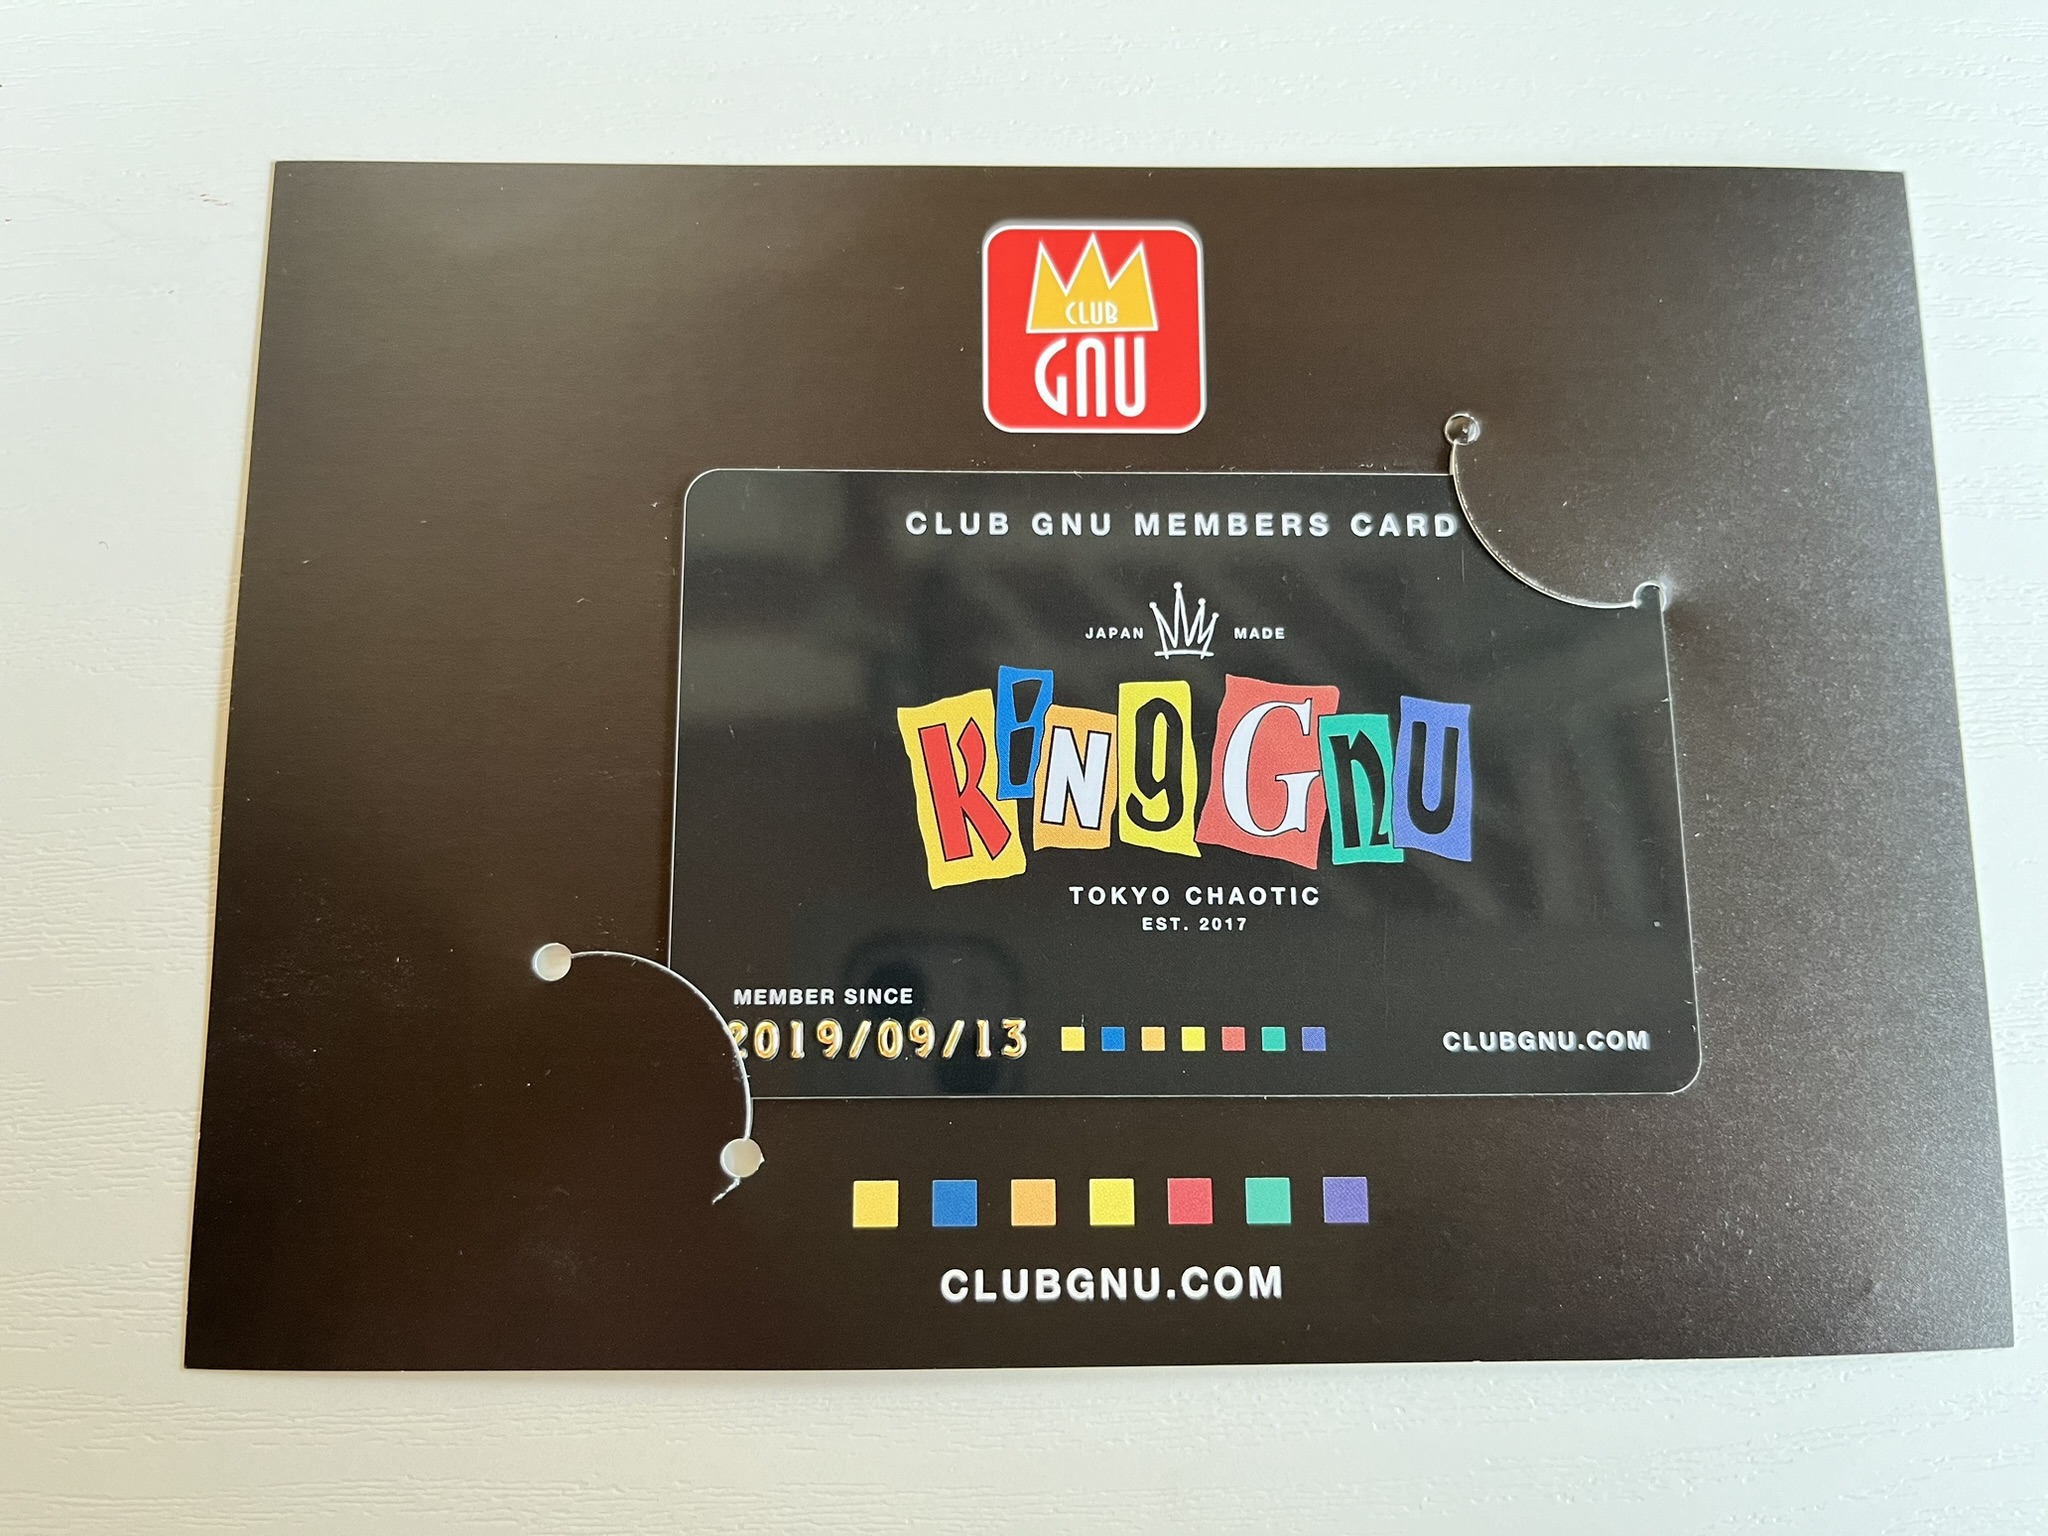 CLUB
GNU
CLUB GNU MEMBERS CARD
JAPAN MADE
King Gnu
TOKYO CHAOTIC
EST. 2017
MEMBER SINCE
2019/09/13
CLUBGNU.COM
CLUBGNU.COM